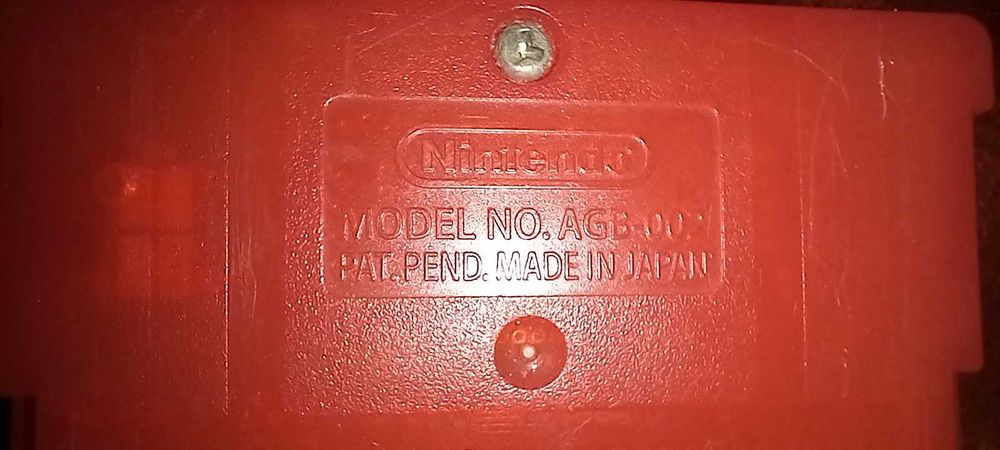 Nintendo
MODEL NO. AGB-002
PAT. PEND. MADE IN JAPAN